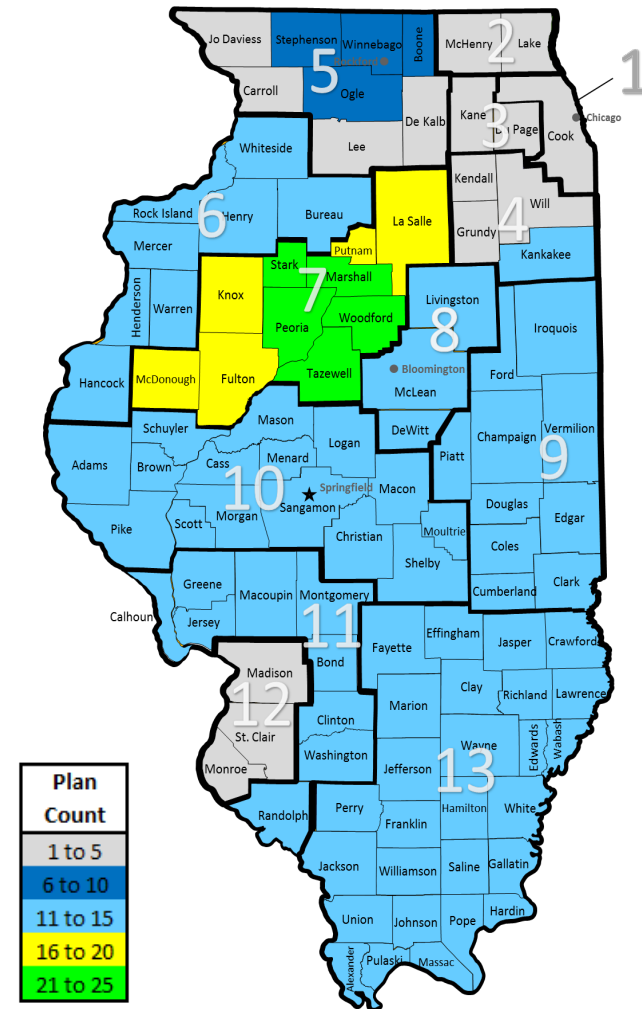 Jo Daviess
Stephenson
Winnebago
Boone
McHenry
2
Lake
1
5
Rockford
Carroll
Ogle
De Kalb
Kane
3
Du Page
Cook
Chicago
Lee
Whiteside
Kendall
Will
4
Grundy
Kankakee
Rock Island
6
Henry
Bureau
La Salle
Putnam
Mercer
Stark
7
Marshall
Henderson
Warren
Knox
Peoria
Woodford
Livingston
8
Iroquois
Hancock
McDonough
Fulton
Tazewell
Bloomington
McLean
Ford
Mason
Schuyler
Logan
DeWitt
Champaign
Vermilion
9
Adams
Brown
Cass
Menard
Piatt
10
Springfield
Macon
Sangamon
Pike
Scott
Morgan
Christian
Moultrie
Douglas
Edgar
Coles
Shelby
Greene
Macoupin
Montgomery
Cumberland
Clark
Calhoun
Jersey
11
Fayette
Effingham
Jasper
Crawford
Bond
Madison
12
Clay
Richland
Lawrence
Marion
St. Clair
Clinton
Wayne
Edwards
Wabash
Monroe
Washington
Jefferson
13
Randolph
Perry
Hamilton
White
Franklin
Jackson
Williamson
Saline
Gallatin
Union
Johnson
Pope
Hardin
Alexander
Pulaski
Massac
Plan
Count
1 to 5
6 to 10
11 to 15
16 to 20
21 to 25